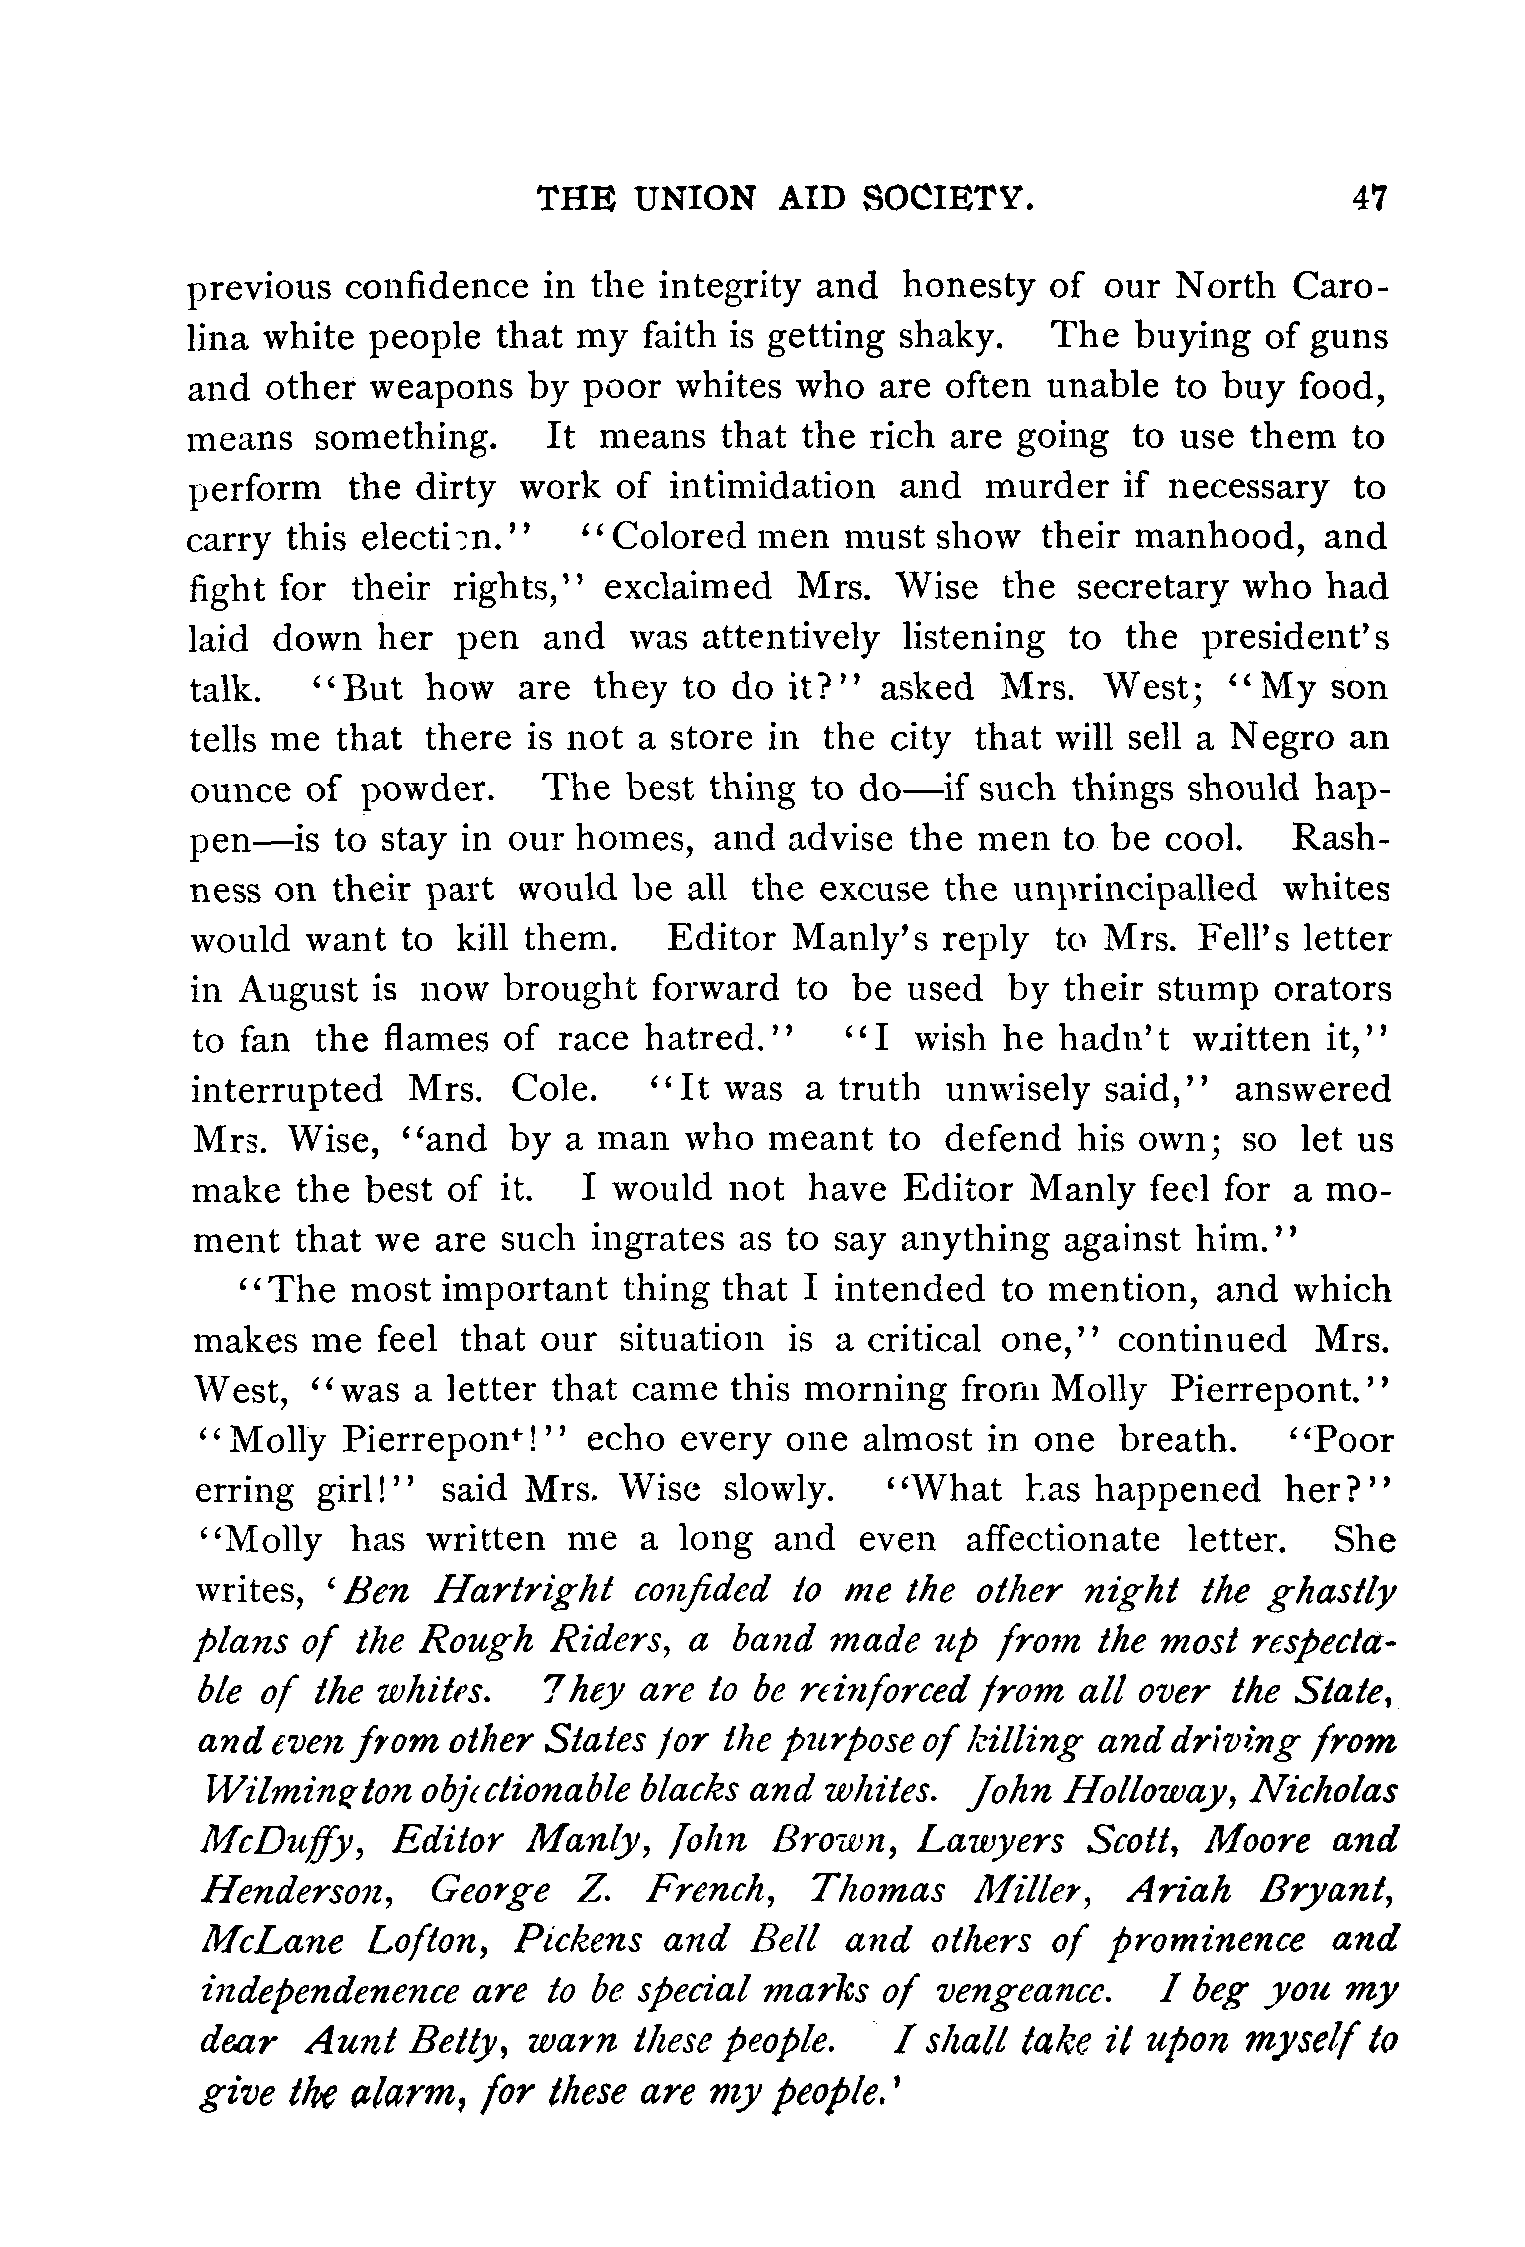 THE UNION AID SOCIETY. 47
previous confidence in the integrity and honesty of our North Caro-
lina white people that my faith is getting shaky. The buying of guns
and other weapons by poor whites who are often unable to buy food,
means something. It means that the rich are going to use them to
perform the dirty work of intimidation and murder if necessary to
carry this election." "Colored men must show their manhood, and
fight for their rights," exclaimed Mrs. Wise the secretary who had
laid down her pen and was attentively listening to the president's
talk. "But how are they to do it?" asked Mrs. West; "My son
tells me that there is not a store in the city that will sell a Negro an
ounce of powder. The best thing to do—if such things should hap-
pen—is to stay in our homes, and advise the men to be cool. Rash-
ness on their part would be all the excuse the unprincipalled whites
would want to kill them. Editor Manly's reply to Mrs. Fell's letter
in August is now brought forward to be used by their stump orators
to fan the flames of race hatred." "I wish he hadn't written it,"
interrupted Mrs. Cole. "It was a truth unwisely said," answered
Mrs. Wise, "and by a man who meant to defend his own; so let us
make the best of it. I would not have Editor Manly feel for a mo-
ment that we are such ingrates as to say anything against him."
"The most important thing that I intended to mention, and which
makes me feel that our situation is a critical one," continued Mrs.
West, "was a letter that came this morning from Molly Pierrepont."
"Molly Pierrepont!" echo every one almost in one breath. "Poor
erring girl!" said Mrs. Wise slowly. "What has happened her?"
"Molly has written me a long and even affectionate letter. She
writes, 'Ben Hartright confided to me the other night the ghastly
plans of the Rough Riders, a band made up from the most respecta-
ble of the whites. They are to be reinforced from all over the State,
and even from other States for the purpose of killing and driving from
Wilmington objectionable blacks and whites. John Holloway, Nicholas
McDuffy, Editor Manly, John Brown, Lawyers Scott, Moore and
Henderson, George Z. French, Thomas Miller, Ariah Bryant,
McLane Lofton, Pickens and Bell and others of prominence and
independenence are to be special marks of vengeance. I beg you my
dear Aunt Betty, warn these people. I shall take it upon myself to
give the alarm, for these are my people.'